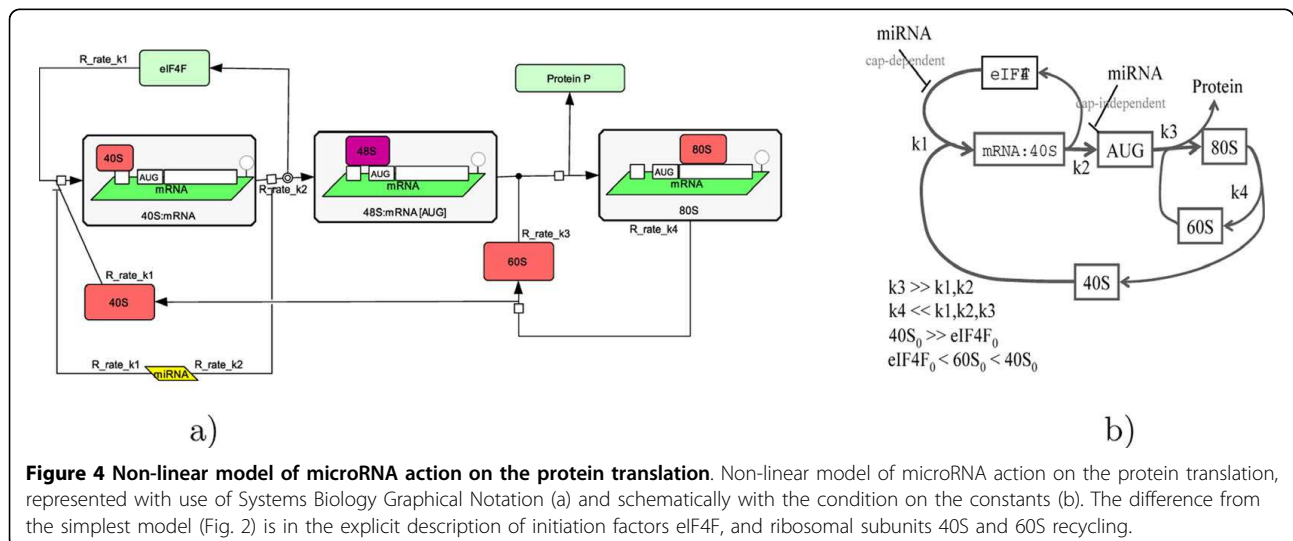 R_rate_k1
eIF4F
Protein P
40S
AUG
mRNA
40S:mRNA
R_rate_k2
48S
AUG
mRNA
48S:mRNA [AUG]
80S
AUG
mRNA
80S
R_rate_k3
R_rate_k4
60S
R_rate_k1
40S
R_rate_k1
miRNA
R_rate_k2
a)
miRNA
cap-dependent
miRNA
cap-independent
Protein
k1
mRNA:40S
k2
AUG
k3
80S
k4
60S
40S
k3 >> k1,k2
k4 << k1,k2,k3
40S0 >> eIF4F0
eIF4F0 < 60S0 < 40S0
b)
Figure 4 Non-linear model of microRNA action on the protein translation. Non-linear model of microRNA action on the protein translation,
represented with use of Systems Biology Graphical Notation (a) and schematically with the condition on the constants (b). The difference from
the simplest model (Fig. 2) is in the explicit description of initiation factors eIF4F, and ribosomal subunits 40S and 60S recycling.